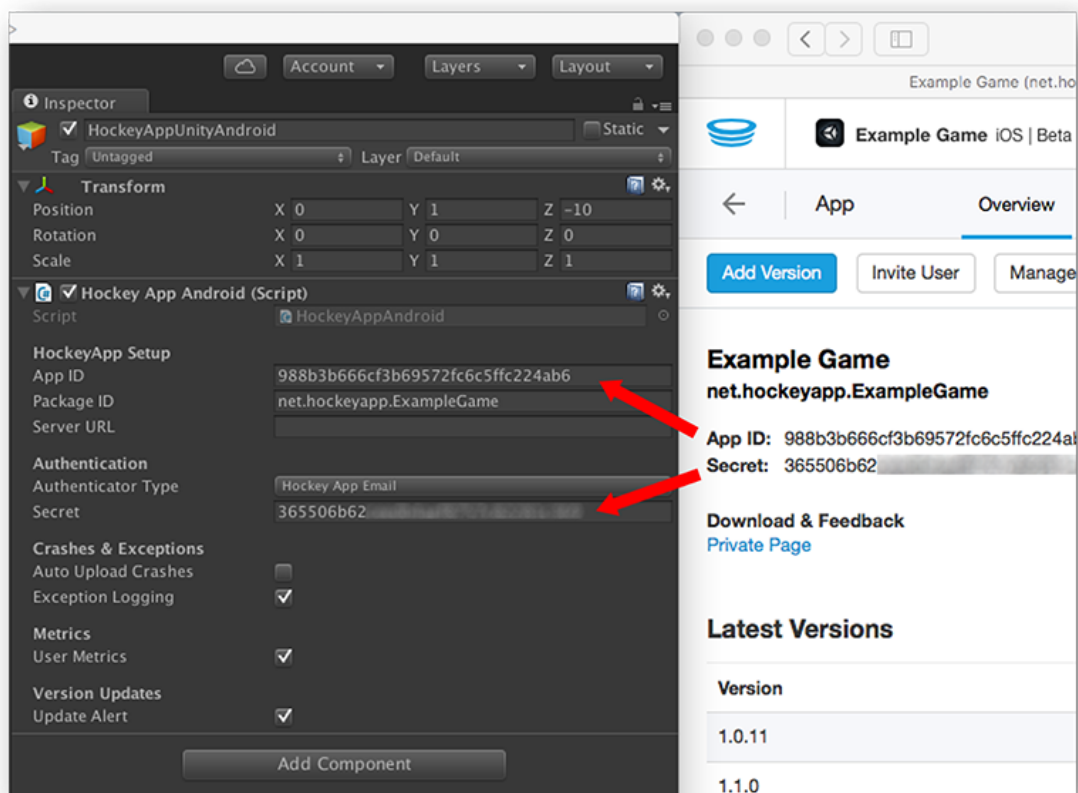 >
Account
Layers
Layout
Inspector
HockeyAppUnityAndroid
Static
Tag Untagged
Layer Default
Transform
Position X 0 Y 1 Z -10
Rotation X 0 Y 0 Z 0
Scale X 1 Y 1 Z 1
Hockey App Android (Script)
Script HockeyAppAndroid
HockeyApp Setup
App ID 988b3b666cf3b69572fc6c5ffc224ab6
Package ID net.hockeyapp.ExampleGame
Server URL
Authentication
Authenticator Type Hockey App Email
Secret 365506b62
Crashes & Exceptions
Auto Upload Crashes
Exception Logging
Metrics
User Metrics
Version Updates
Update Alert
Add Component
Example Game (net.ho
Example Game iOS | Beta
App
Overview
Add Version
Invite User
Manage
Example Game
net.hockeyapp.ExampleGame
App ID: 988b3b666cf3b69572fc6c5ffc224a
Secret: 365506b62
Download & Feedback
Private Page
Latest Versions
Version
1.0.11
1.1.0